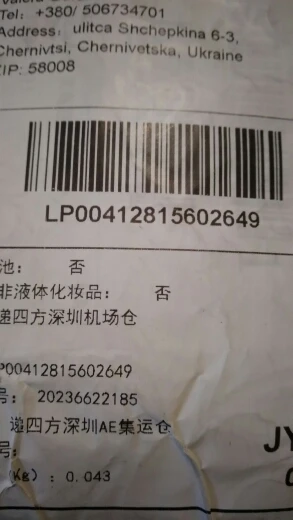 Tel: +380/ 506734701
Address: ulitca Shchepkina 6-3,
Chernivtsi, Chernivetska, Ukraine
ZIP: 58008
LP00412815602649
池: 否
非液体化妆品: 否
递四方深圳机场仓
LP00412815602649
号: 20236622185
递四方深圳AE集运仓
号:
(Kg) : 0.043
JY